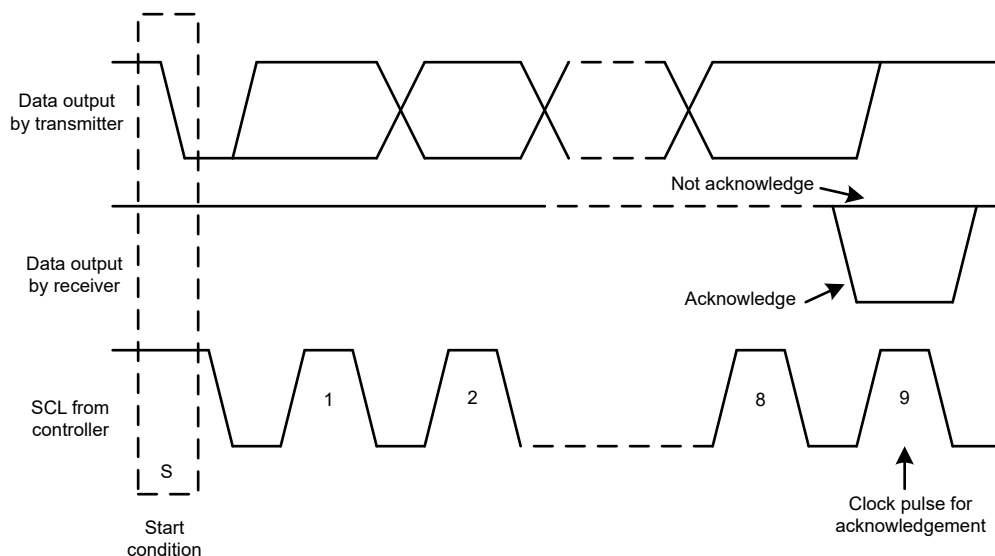 Data output
by transmitter
Not acknowledge
Data output
by receiver
Acknowledge
SCL from
controller
1
2
8
9
S
Start
condition
Clock pulse for
acknowledgement